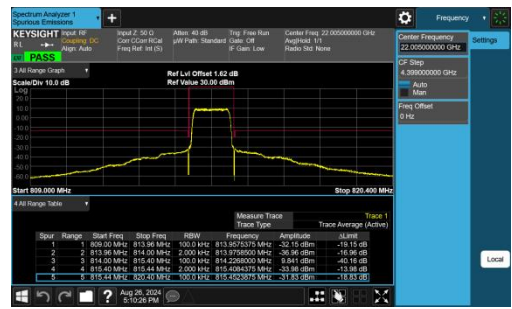 Spectrum Analyzer 1
Spurious Emissions
Frequency
KEYSIGHT
Input: RF
Coupling: DC
Align: Auto
Input Z: 50 Ω
Corr CCorr RCal
Freq Ref: Int (S)
Atten: 40 dB
µW Path: Standard
Trig: Free Run
Gate: Off
IF Gain: Low
Center Freq: 22.005000000 GHz
Avg|Hold: 1/1
Radio Std: None
RL
PASS
Center Frequency
22.005000000 GHz
Settings
CF Step
4.399000000 GHz
Auto
Man
Freq Offset
0 Hz
3 All Range Graph
Scale/Div 10.0 dB
Ref Lvl Offset 1.62 dB
Ref Value 30.00 dBm
Log
20.0
10.0
0.00
-10.0
-20.0
-30.0
-40.0
-50.0
-60.0
Start 809.000 MHz
Stop 820.400 MHz
4 All Range Table
Measure Trace Trace 1
Trace Type Trace Average (Active)
Spur Range Start Freq Stop Freq RBW Frequency Amplitude ΔLimit
1 1 809.00 MHz 813.96 MHz 100.0 kHz 813.9575375 MHz -32.15 dBm -19.15 dB
2 2 813.96 MHz 814.00 MHz 2.000 kHz 813.9758500 MHz -36.96 dBm -16.96 dB
3 3 814.00 MHz 815.40 MHz 100.0 kHz 814.2268000 MHz 9.841 dBm -40.16 dB
4 4 815.40 MHz 815.44 MHz 2.000 kHz 815.4084375 MHz -33.98 dBm -13.98 dB
5 5 815.44 MHz 820.40 MHz 100.0 kHz 815.4523875 MHz -31.83 dBm -18.83 dB
Local
Aug 26, 2024
5:10:26 PM